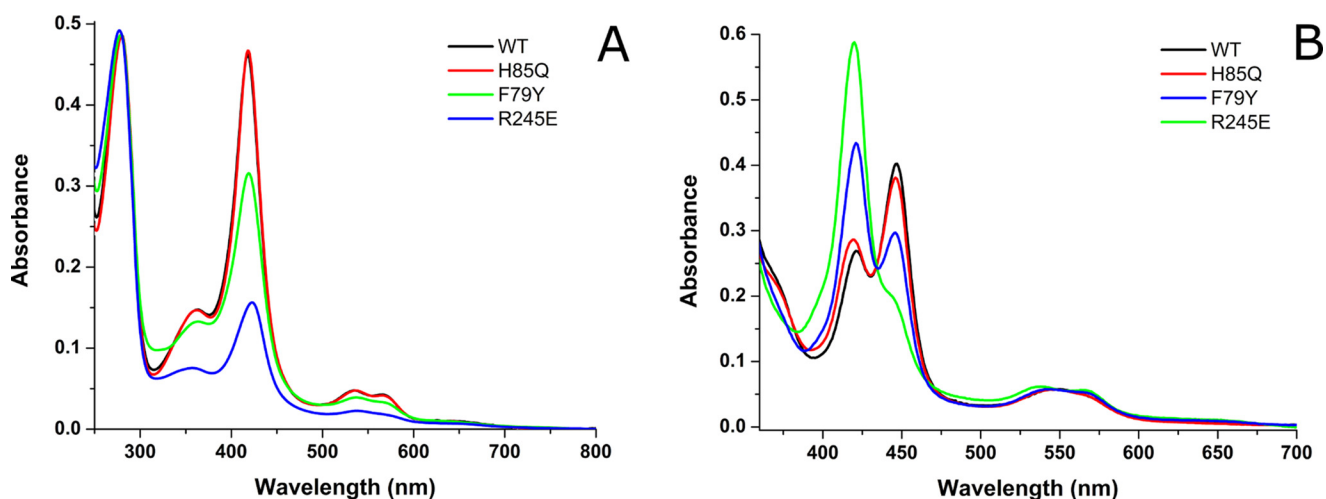 A
WT
H85Q
F79Y
R245E
Absorbance
0.5
0.4
0.3
0.2
0.1
0.0
300 400 500 600 700 800
Wavelength (nm)
B
WT
H85Q
F79Y
R245E
Absorbance
0.6
0.5
0.4
0.3
0.2
0.1
0.0
400 450 500 550 600 650 700
Wavelength (nm)